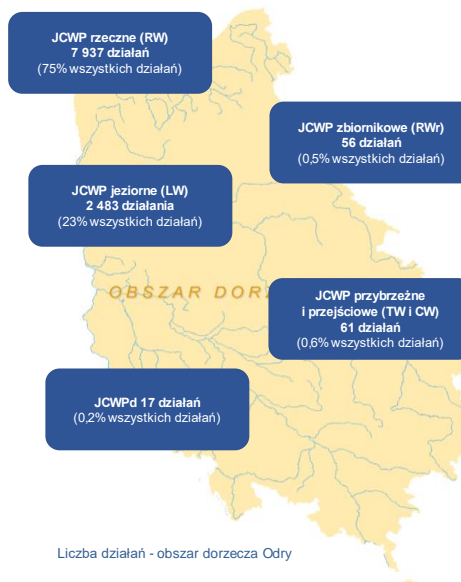 JCWP rzeczne (RW)
7 937 działań
(75% wszystkich działań)
JCWP zbiornikowe (RWr)
56 działań
(0,5% wszystkich działań)
JCWP jeziorne (LW)
2 483 działania
(23% wszystkich działań)
OBSZAR DORZ
JCWP przybrzeżne
i przejściowe (TW i CW)
61 działań
(0,6% wszystkich działań)
JCWPd 17 działań
(0,2% wszystkich działań)
Liczba działań - obszar dorzecza Odry